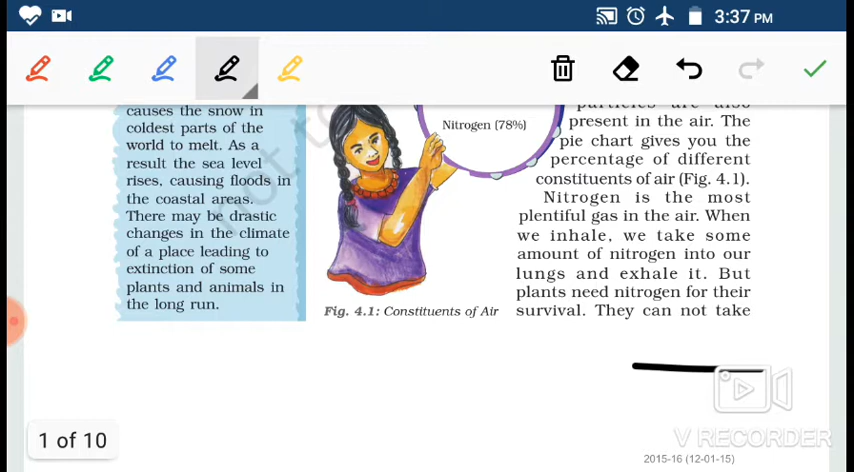 3:37 PM
causes the snow in
coldest parts of the
world to melt. As a
result the sea level
rises, causing floods in
the coastal areas.
There may be drastic
changes in the climate
of a place leading to
extinction of some
plants and animals in
the long run.
not to
Nitrogen (78%)
Fig. 4.1: Constituents of Air
particles are also
present in the air. The
pie chart gives you the
percentage of different
constituents of air (Fig. 4.1).
Nitrogen is the most
plentiful gas in the air. When
we inhale, we take some
amount of nitrogen into our
lungs and exhale it. But
plants need nitrogen for their
survival. They can not take
1 of 10
V RECORDER
2015-16 (12-01-15)